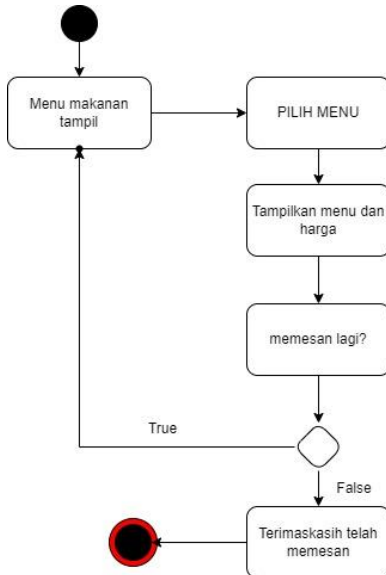 Menu makanan
tampil
PILIH MENU
Tampilkan menu dan
harga
memesan lagi?
True
False
Terimaskasih telah
memesan